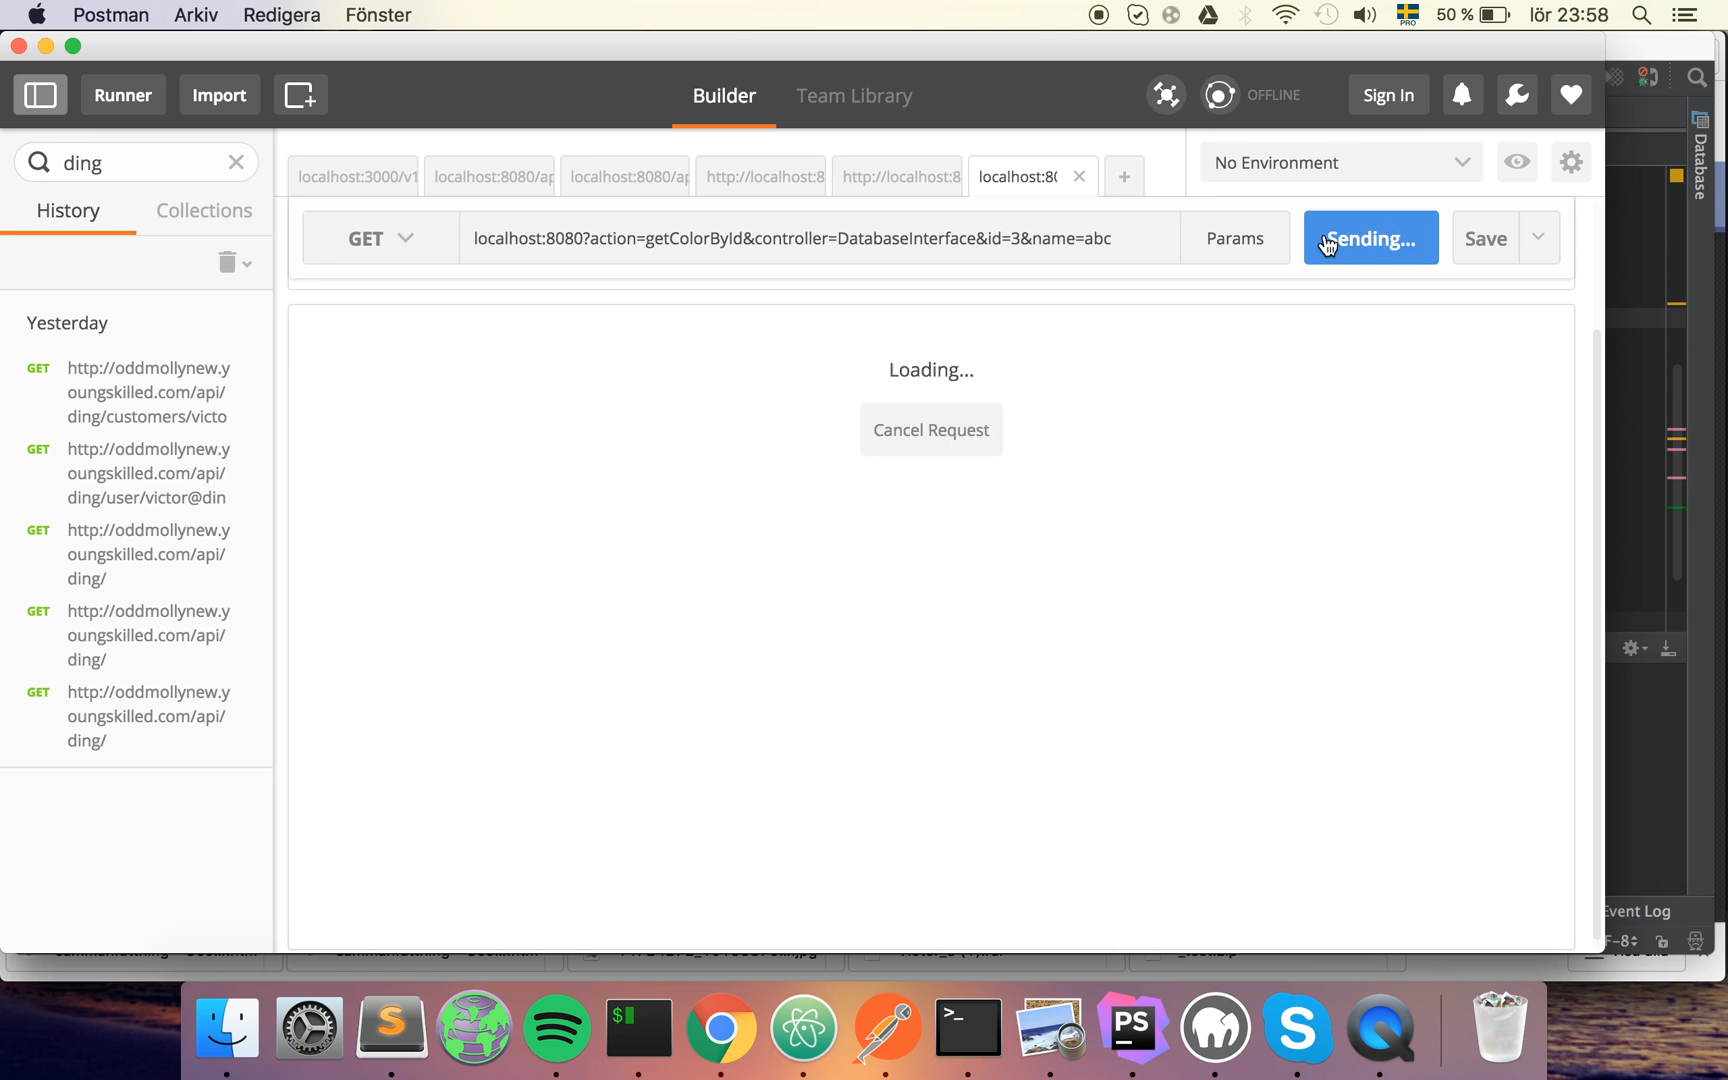 Postman Arkiv Redigera Fönster
PRO 50 % lör 23:58
Runner Import
Builder Team Library
OFFLINE Sign In
ding
History Collections
localhost:3000/v1 localhost:8080/ap localhost:8080/ap http://localhost:8 http://localhost:8 localhost:80 +
No Environment
GET localhost:8080?action=getColorById&controller=DatabaseInterface&id=3&name=abc Params Sending... Save
Yesterday
GET http://oddmollynew.y
oungskilled.com/api/
ding/customers/victo
GET http://oddmollynew.y
oungskilled.com/api/
ding/user/victor@din
GET http://oddmollynew.y
oungskilled.com/api/
ding/
GET http://oddmollynew.y
oungskilled.com/api/
ding/
GET http://oddmollynew.y
oungskilled.com/api/
ding/
Loading...
Cancel Request
Database
Event Log
F-8
S
$
>_
PS
S